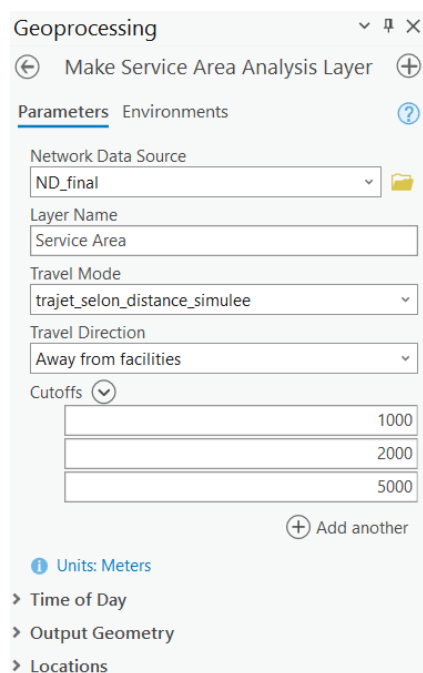 Geoprocessing
Make Service Area Analysis Layer
Parameters Environments
Network Data Source
ND_final
Layer Name
Service Area
Travel Mode
trajet_selon_distance_simulee
Travel Direction
Away from facilities
Cutoffs
1000
2000
5000
Add another
Units: Meters
Time of Day
Output Geometry
Locations